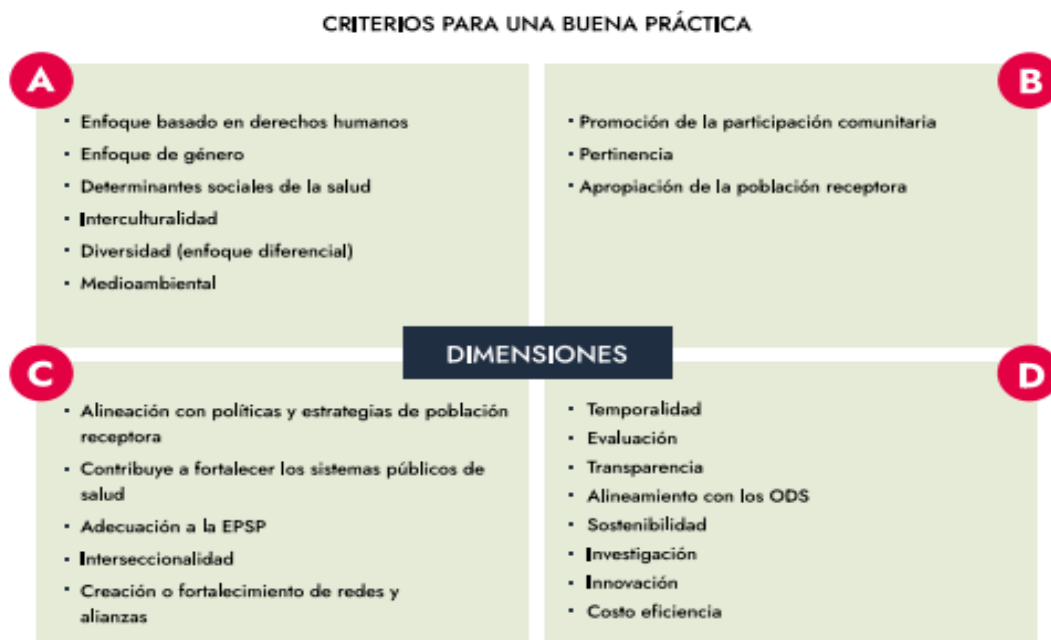 CRITERIOS PARA UNA BUENA PRÁCTICA
A
· Enfoque basado en derechos humanos
· Enfoque de género
· Determinantes sociales de la salud
· Interculturalidad
· Diversidad (enfoque diferencial)
· Medioambiental
B
· Promoción de la participación comunitaria
· Pertinencia
· Apropiación de la población receptora
DIMENSIONES
C
· Alineación con políticas y estrategias de población
receptora
· Contribuye a fortalecer los sistemas públicos de
salud
· Adecuación a la EPSP
· Interseccionalidad
· Creación o fortalecimiento de redes y
alianzas
D
· Temporalidad
· Evaluación
· Transparencia
· Alineamiento con los ODS
· Sostenibilidad
· Investigación
· Innovación
· Costo eficiencia